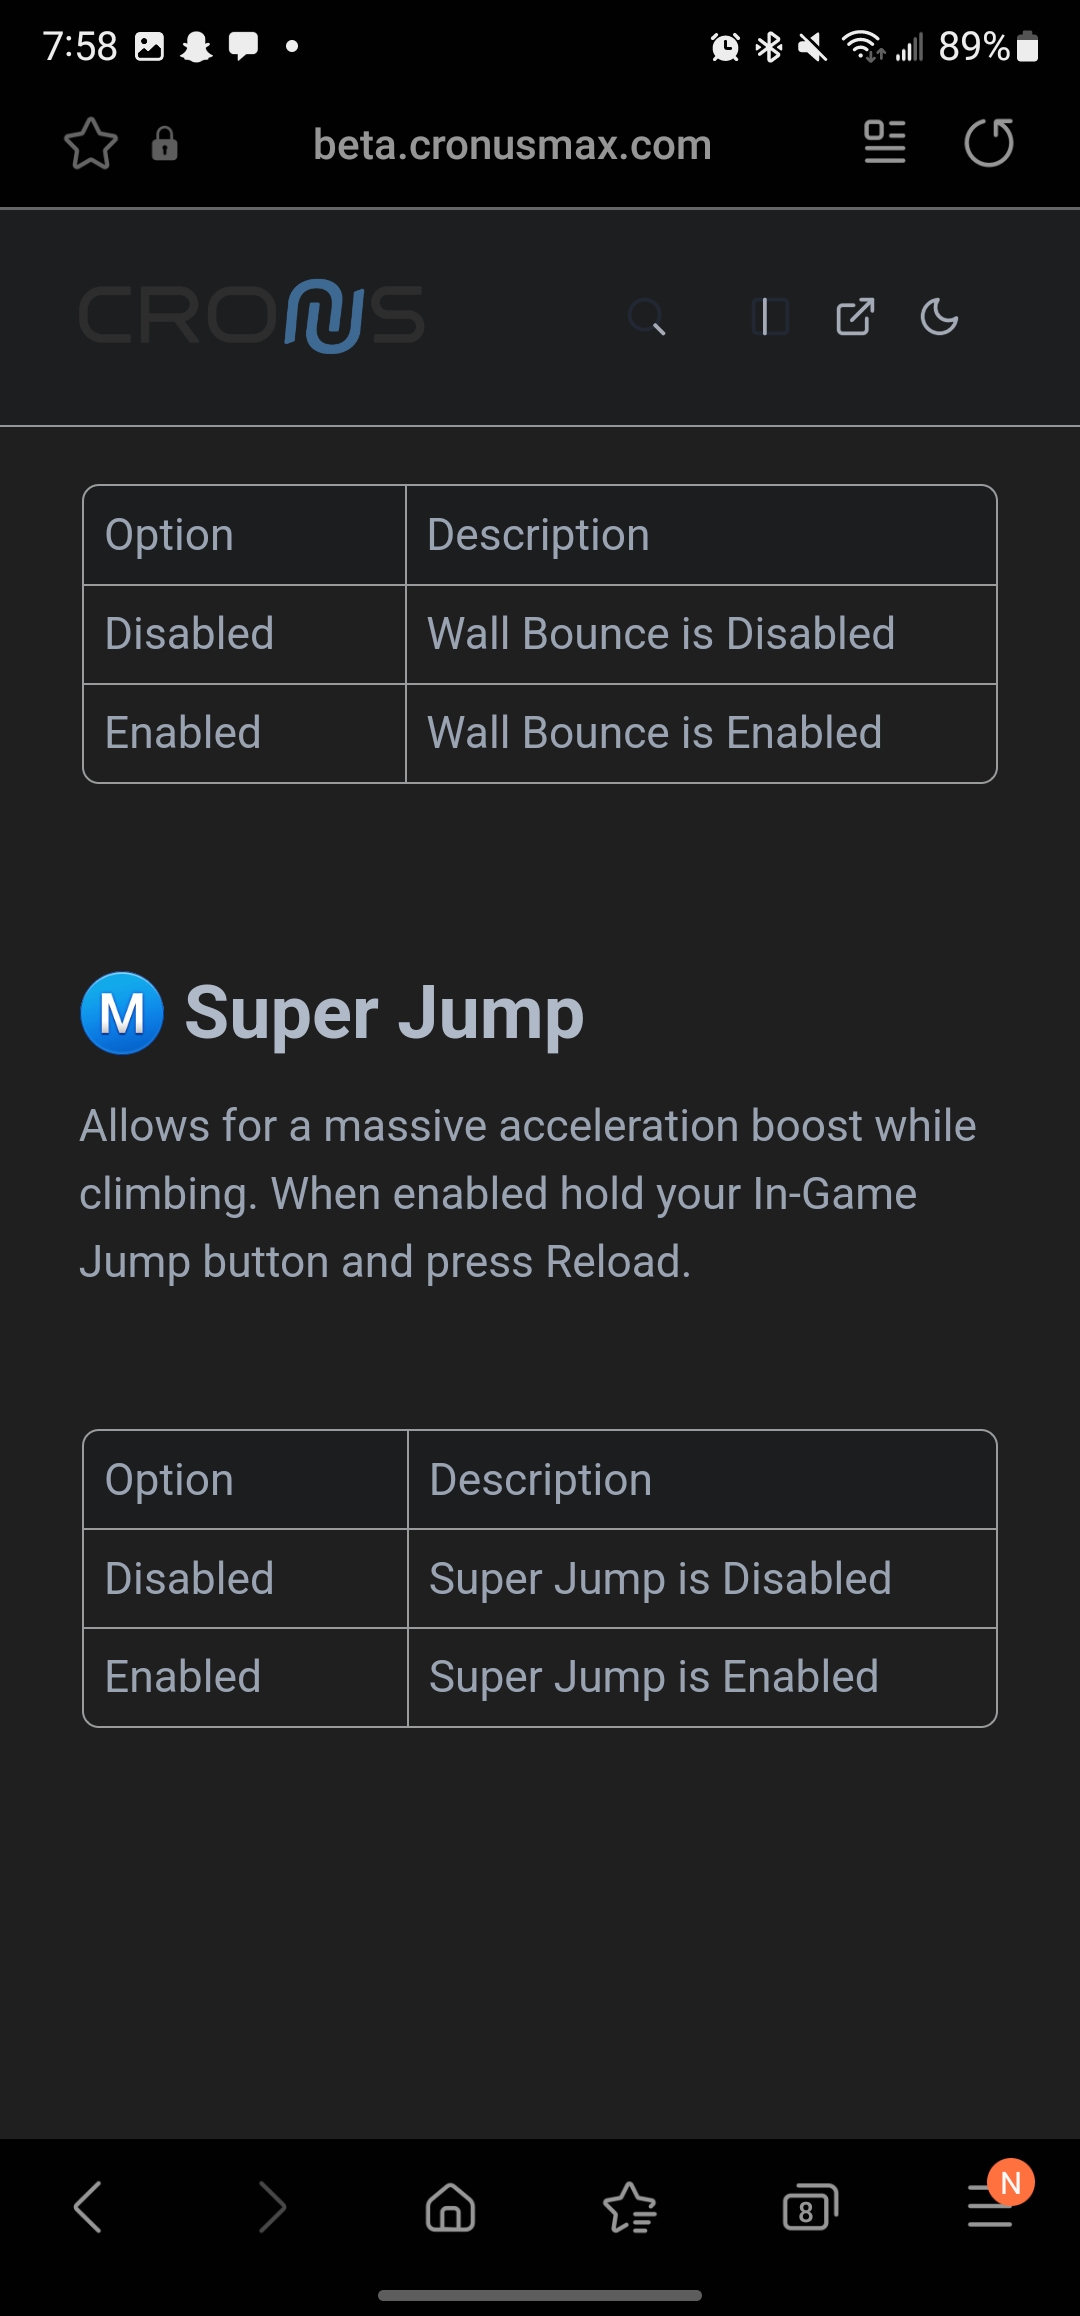 7:58 89%
beta.cronusmax.com
CRONUS
Option Description
Disabled Wall Bounce is Disabled
Enabled Wall Bounce is Enabled
M Super Jump
Allows for a massive acceleration boost while
climbing. When enabled hold your In-Game
Jump button and press Reload.
Option Description
Disabled Super Jump is Disabled
Enabled Super Jump is Enabled
8 N